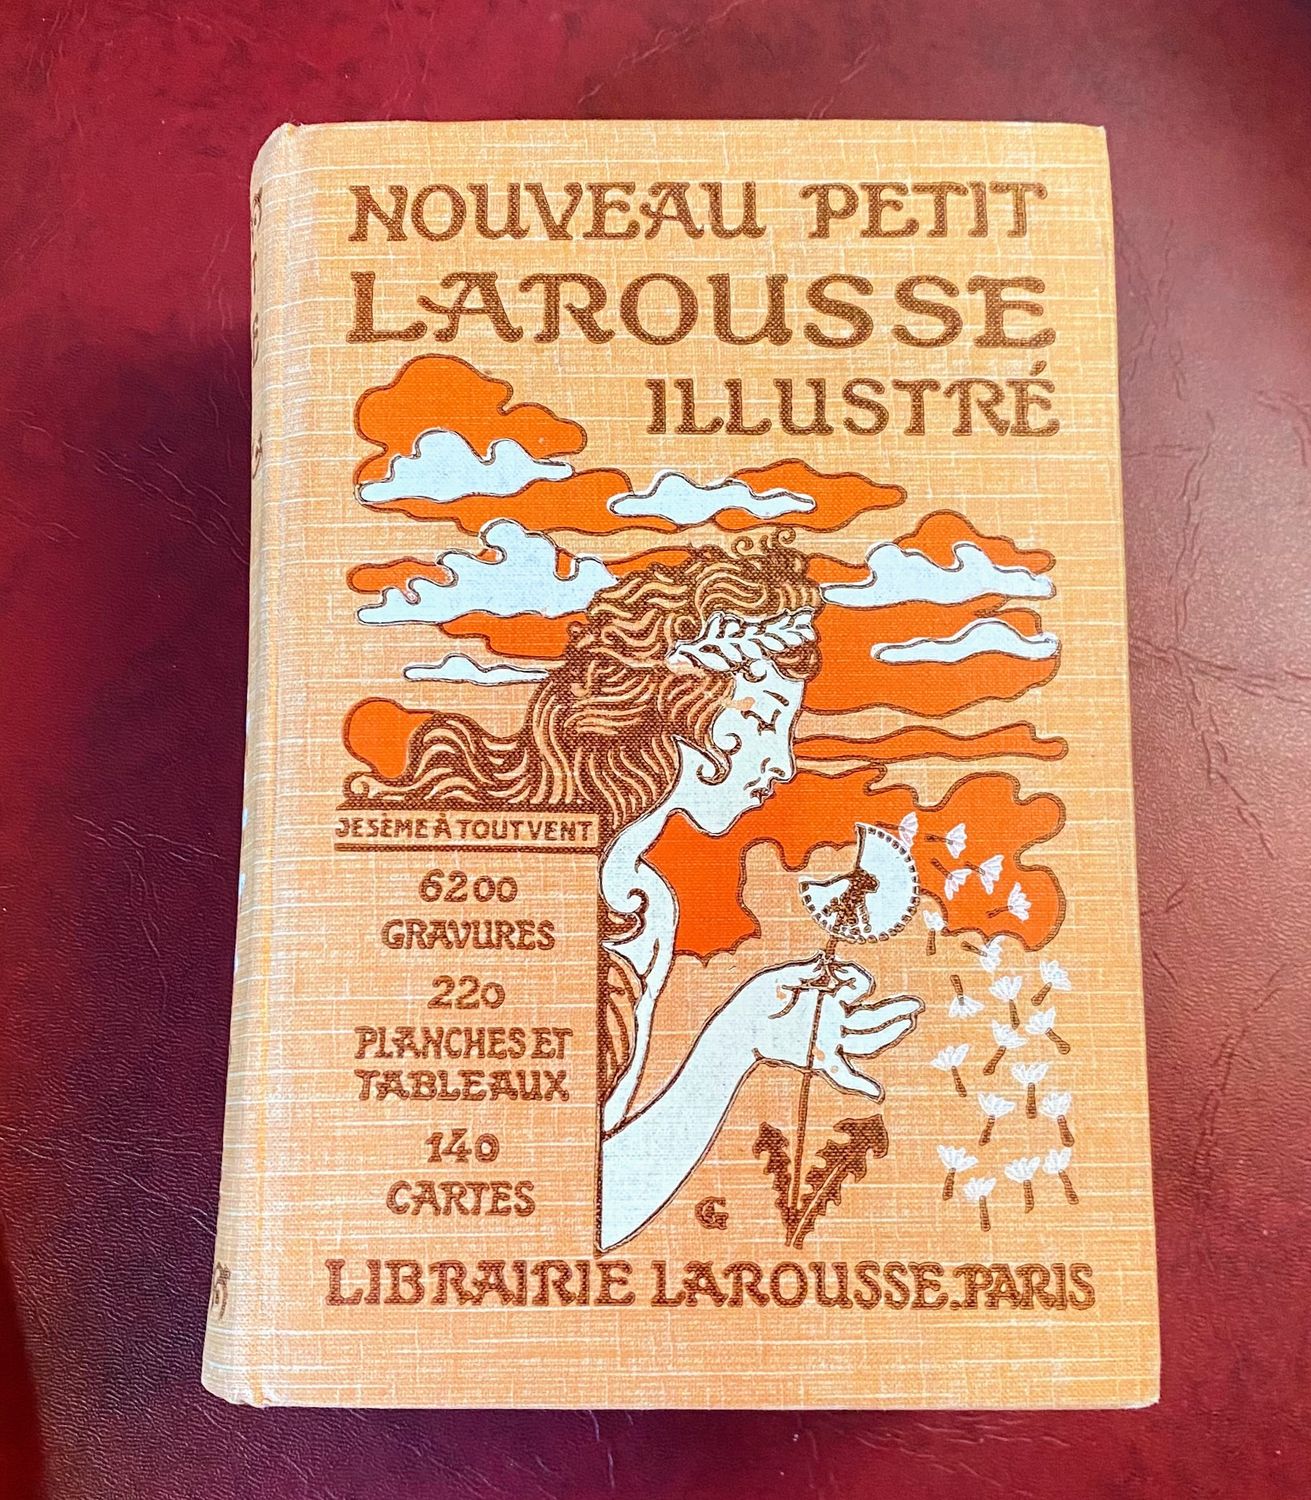 NOUVEAU PETIT
LAROUSSE
ILLUSTRÉ
JE SÈME À TOUT VENT
6200
GRAVURES
220
PLANCHES ET
TABLEAUX
140
CARTES
G
LIBRAIRIE LAROUSSE.PARIS